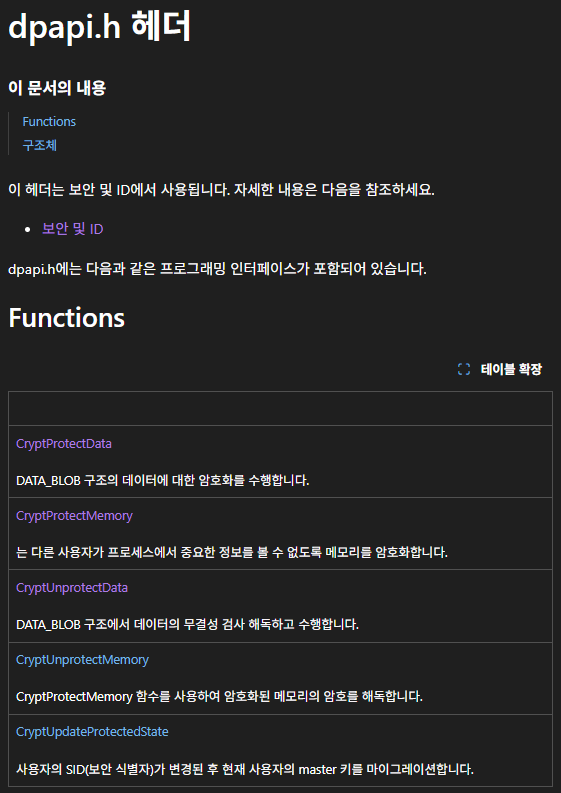 dpapi.h 헤더
이 문서의 내용
Functions
구조체
이 헤더는 보안 및 ID에서 사용됩니다. 자세한 내용은 다음을 참조하세요.
보안 및 ID
dpapi.h에는 다음과 같은 프로그래밍 인터페이스가 포함되어 있습니다.
Functions
테이블 확장
CryptProtectData
DATA_BLOB 구조의 데이터에 대한 암호화를 수행합니다.
CryptProtectMemory
는 다른 사용자가 프로세스에서 중요한 정보를 볼 수 없도록 메모리를 암호화합니다.
CryptUnprotectData
DATA_BLOB 구조에서 데이터의 무결성 검사 해독하고 수행합니다.
CryptUnprotectMemory
CryptProtectMemory 함수를 사용하여 암호화된 메모리의 암호를 해독합니다.
CryptUpdateProtectedState
사용자의 SID(보안 식별자)가 변경된 후 현재 사용자의 master 키를 마이그레이션합니다.